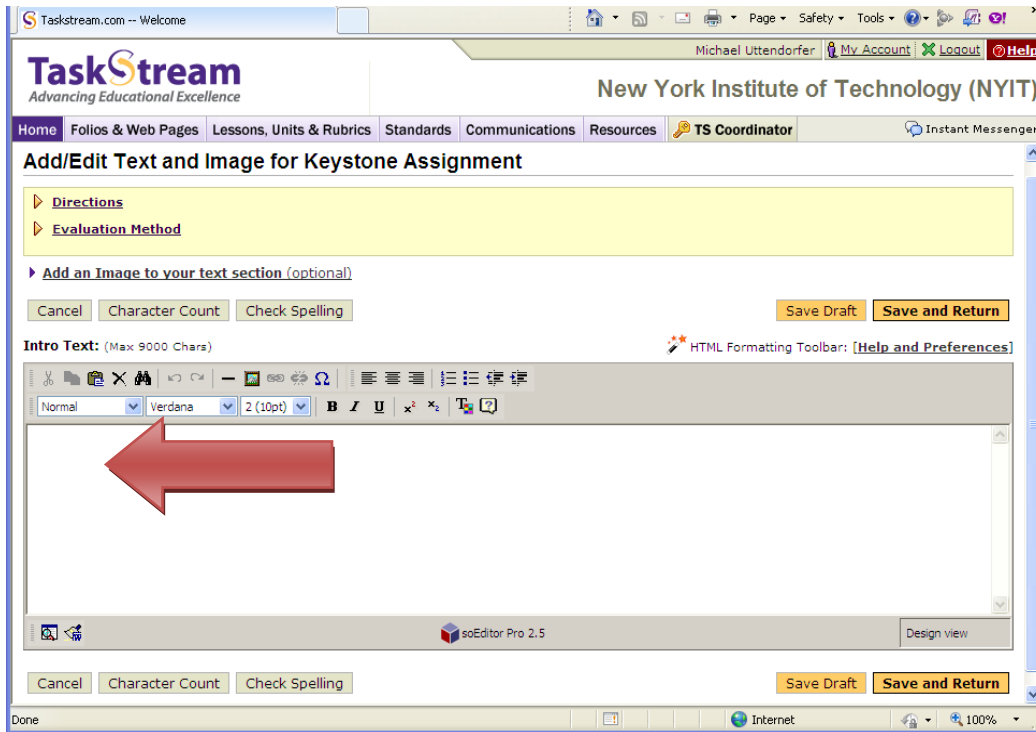 Taskstream.com -- Welcome
Page Safety Tools
Michael Uttendorfer My Account Logout Help
TaskStream
Advancing Educational Excellence
New York Institute of Technology (NYIT)
Home Folios & Web Pages Lessons, Units & Rubrics Standards Communications Resources TS Coordinator Instant Messenger
Add/Edit Text and Image for Keystone Assignment
Directions
Evaluation Method
Add an Image to your text section (optional)
Cancel Character Count Check Spelling Save Draft Save and Return
Intro Text: (Max 9000 Chars) HTML Formatting Toolbar: [Help and Preferences]
Normal Verdana 2 (10pt) B I U x² x₂
soEditor Pro 2.5 Design view
Cancel Character Count Check Spelling Save Draft Save and Return
Done Internet 100%